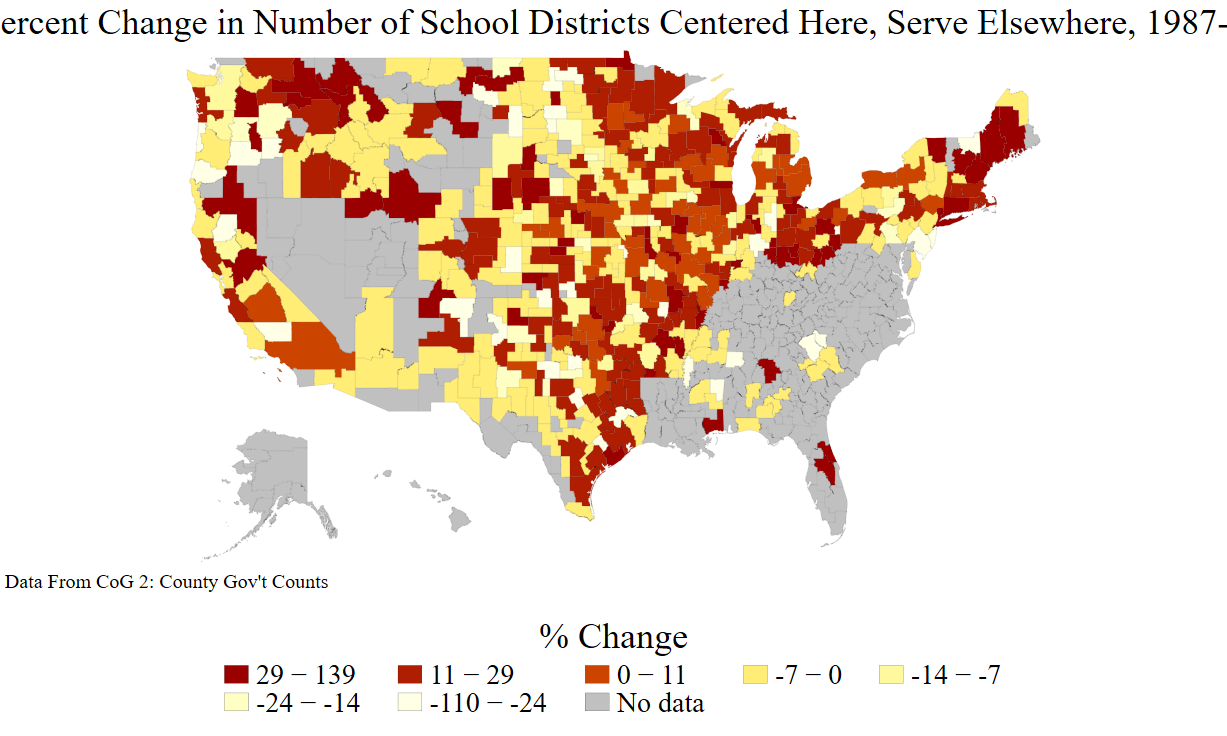 ercent Change in Number of School Districts Centered Here, Serve Elsewhere, 1987-
Data From CoG 2: County Gov't Counts
% Change
29 − 139 11 − 29 0 − 11 -7 − 0 -14 − -7
-24 − -14 -110 − -24 No data